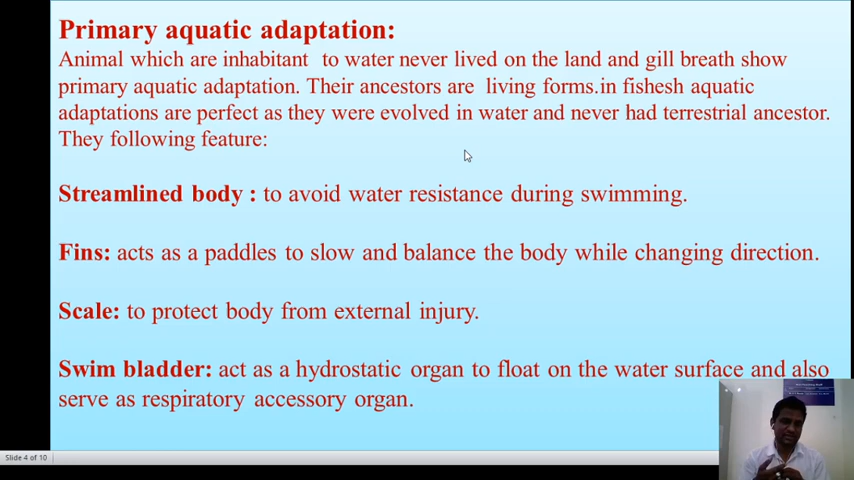 Primary aquatic adaptation:
Animal which are inhabitant to water never lived on the land and gill breath show
primary aquatic adaptation. Their ancestors are living forms.in fishesh aquatic
adaptations are perfect as they were evolved in water and never had terrestrial ancestor.
They following feature:
Streamlined body : to avoid water resistance during swimming.
Fins: acts as a paddles to slow and balance the body while changing direction.
Scale: to protect body from external injury.
Swim bladder: act as a hydrostatic organ to float on the water surface and also
serve as respiratory accessory organ.
Slide 4 of 10